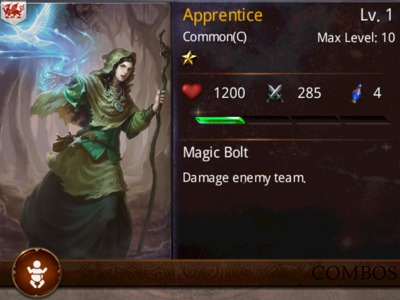 Apprentice Lv. 1
Common(C) Max Level: 10
1200 285 4
Magic Bolt
Damage enemy team.
COMBOS